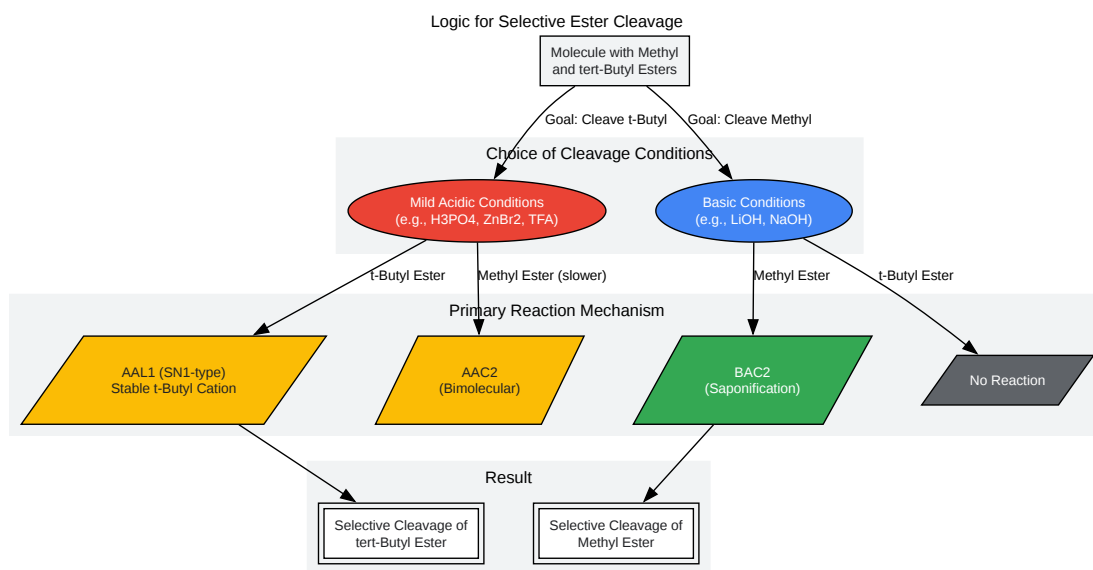 Logic for Selective Ester Cleavage
Molecule with Methyl
and tert-Butyl Esters
Goal: Cleave t-Butyl
Goal: Cleave Methyl
Choice of Cleavage Conditions
Mild Acidic Conditions
(e.g., H3PO4, ZnBr2, TFA)
Basic Conditions
(e.g., LiOH, NaOH)
t-Butyl Ester
Methyl Ester (slower)
Methyl Ester
t-Butyl Ester
Primary Reaction Mechanism
AAL1 (SN1-type)
Stable t-Butyl Cation
AAC2
(Bimolecular)
BAC2
(Saponification)
No Reaction
Result
Selective Cleavage of
tert-Butyl Ester
Selective Cleavage of
Methyl Ester